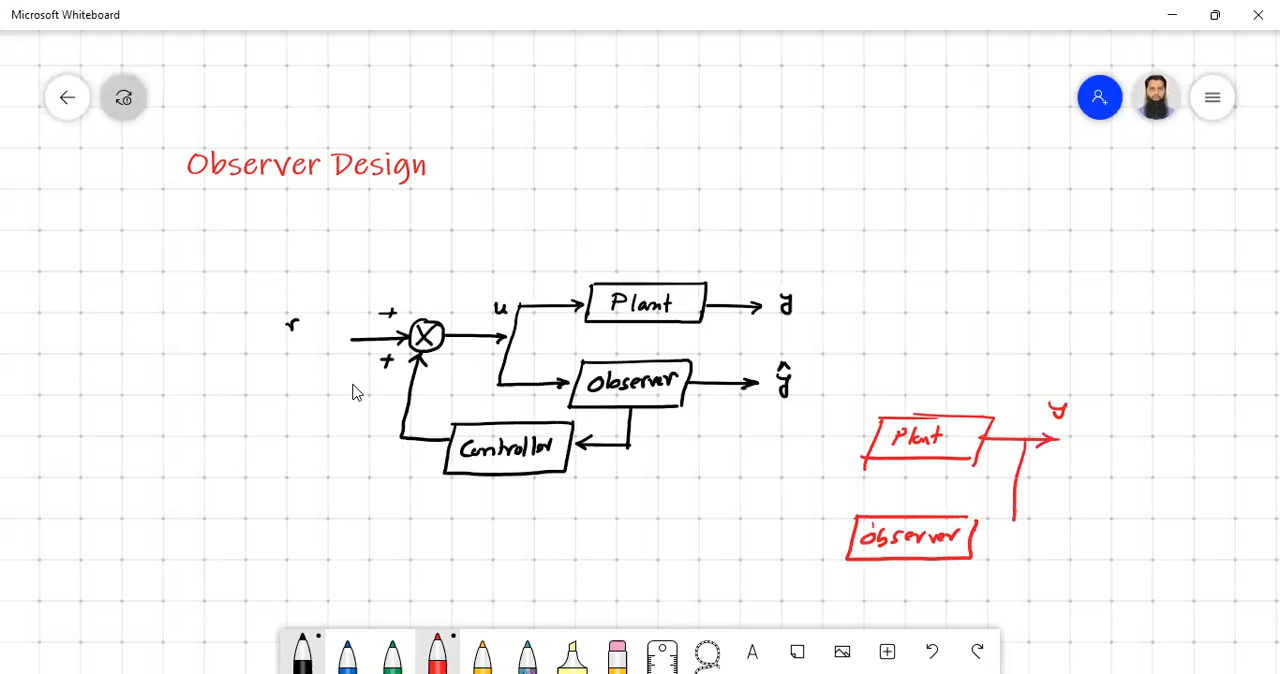 Microsoft Whiteboard
Observer Design
r
+
+
X
u
Plant
y
Observer
ŷ
Controller
Plant
y
Observer
A